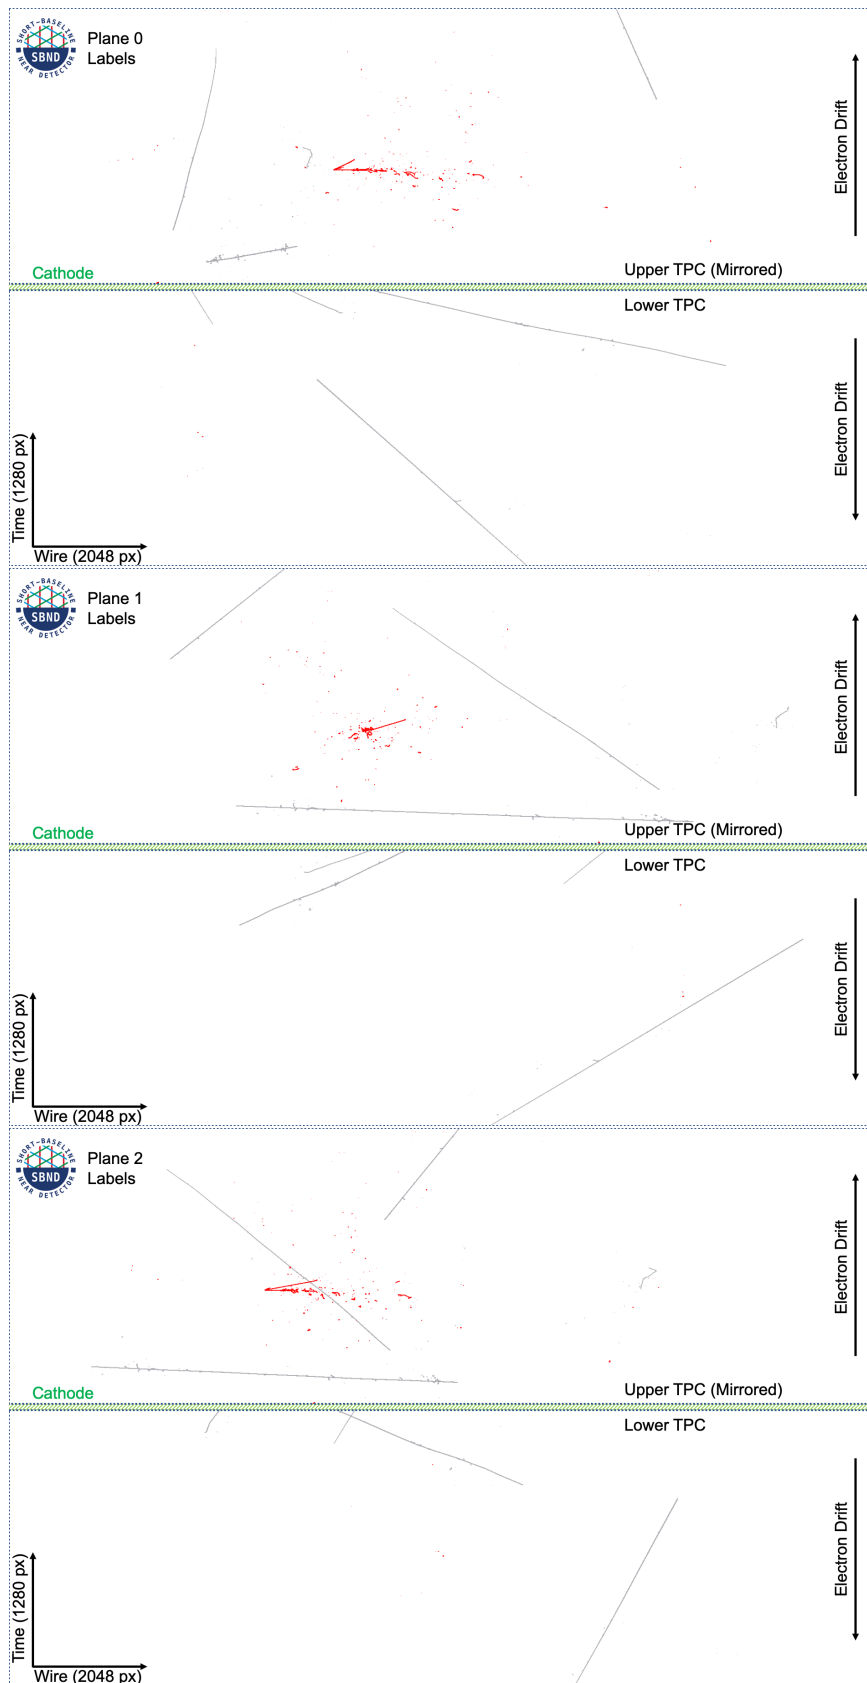 SHORT-BASELINE
SBND
NEAR DETECTOR
Plane 0
Labels
Electron Drift
Cathode
Upper TPC (Mirrored)
Lower TPC
Electron Drift
Time (1280 px)
Wire (2048 px)
SHORT-BASELINE
SBND
NEAR DETECTOR
Plane 1
Labels
Electron Drift
Cathode
Upper TPC (Mirrored)
Lower TPC
Electron Drift
Time (1280 px)
Wire (2048 px)
SHORT-BASELINE
SBND
NEAR DETECTOR
Plane 2
Labels
Electron Drift
Cathode
Upper TPC (Mirrored)
Lower TPC
Electron Drift
Time (1280 px)
Wire (2048 px)